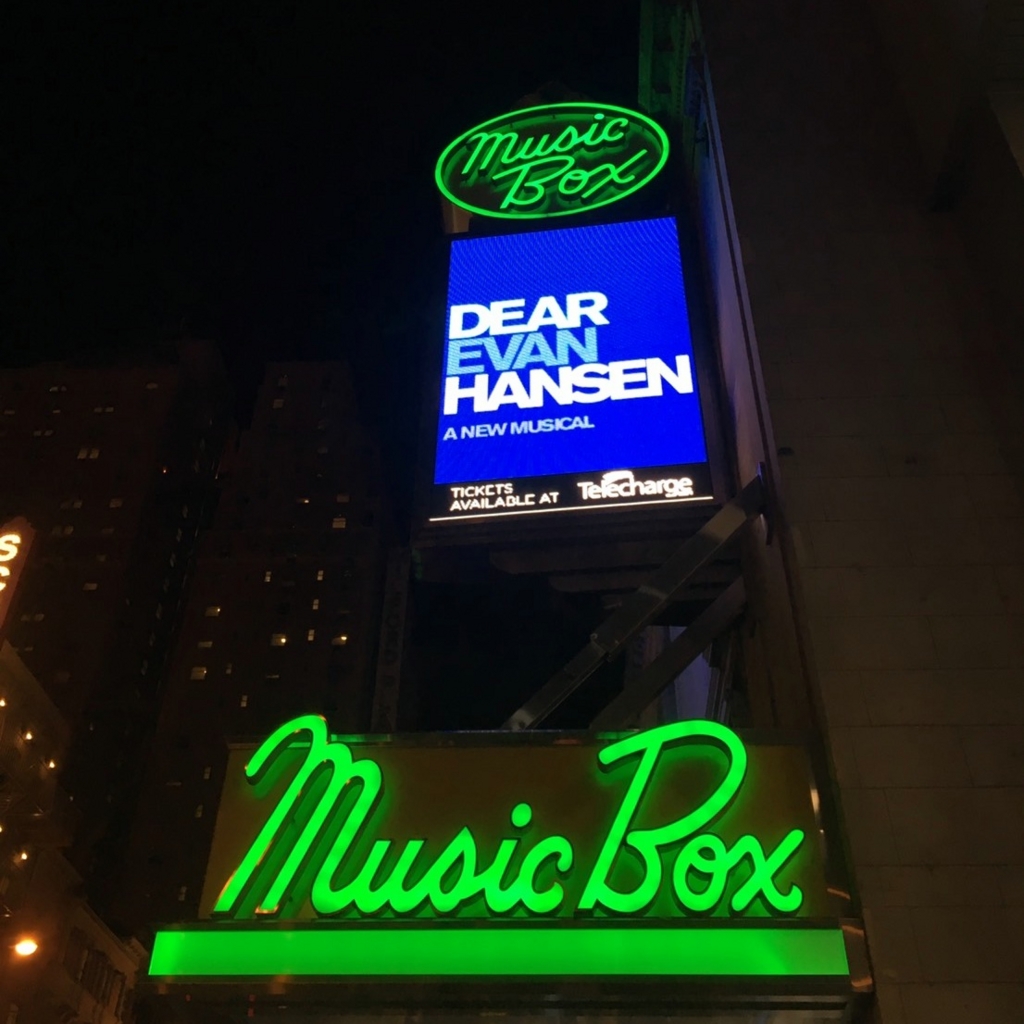 Music
Box
DEAR
EVAN
HANSEN
A NEW MUSICAL
TICKETS
AVAILABLE AT Telecharge
Music Box